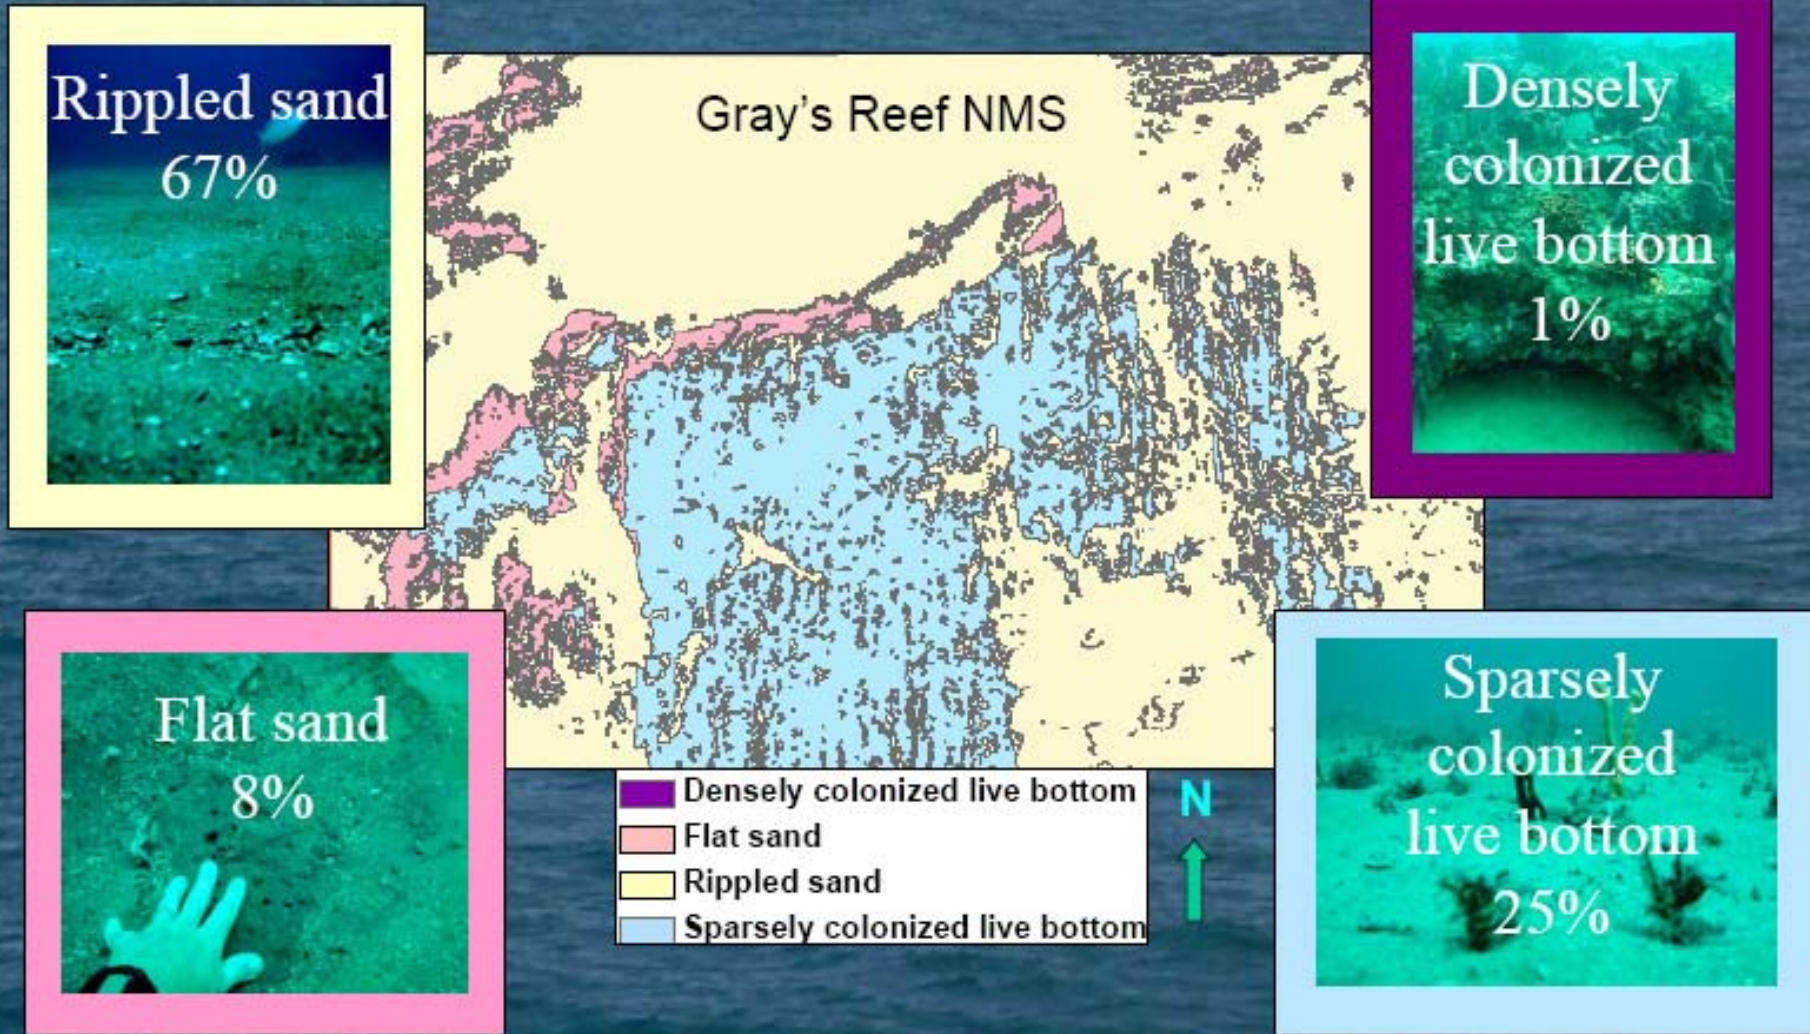 Rippled sand
67%
Gray's Reef NMS
Densely
colonized
live bottom
1%
Flat sand
8%
Sparsely
colonized
live bottom
25%
Densely colonized live bottom
Flat sand
Rippled sand
Sparsely colonized live bottom
N